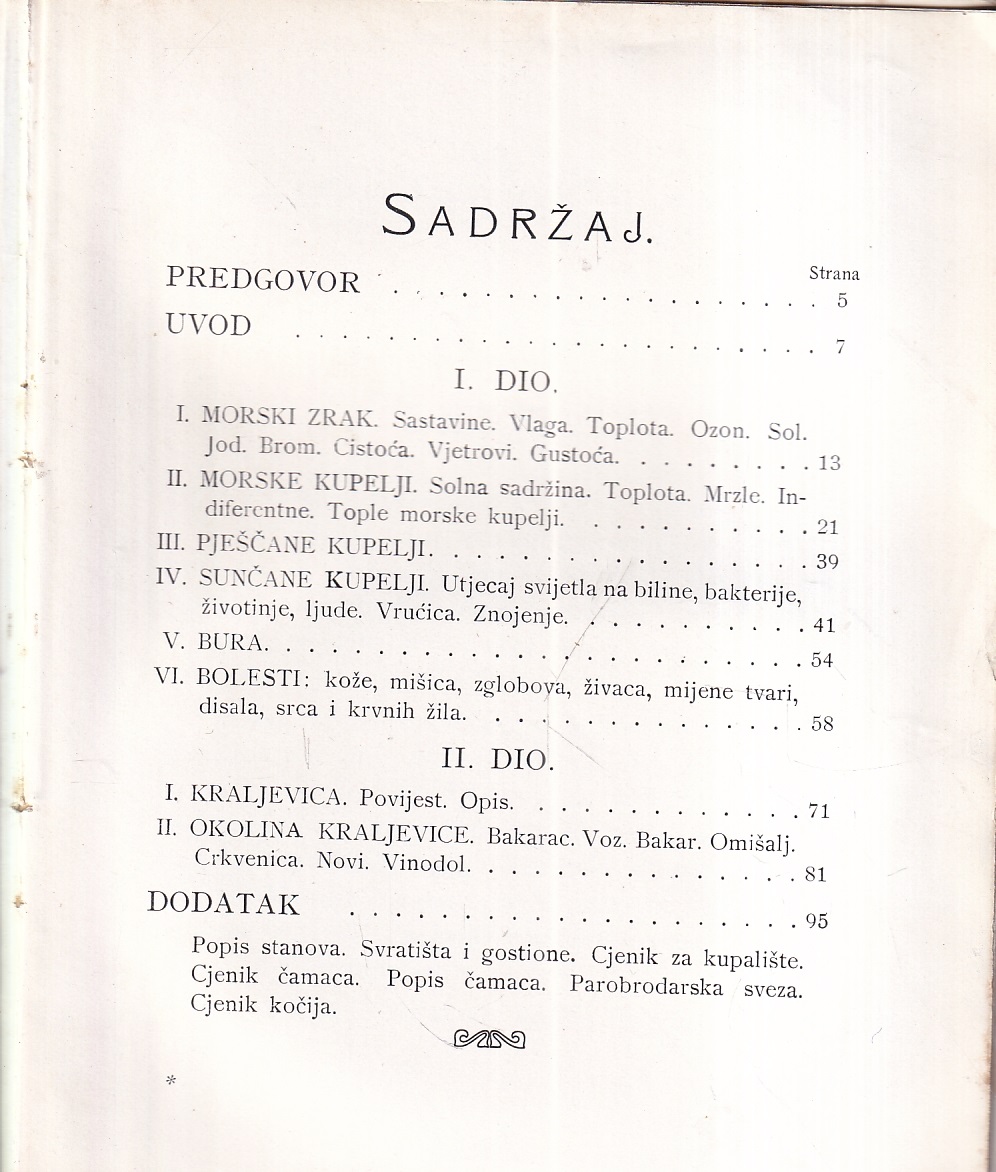 SADRŽAJ.
Strana
PREDGOVOR . . . . . . . . . . . . . . . . . . . 5
UVOD . . . . . . . . . . . . . . . . . . . . . . . 7
I. DIO.
I. MORSKI ZRAK. Sastavine. Vlaga. Toplota. Ozon. Sol.
Jod. Brom. Cistoća. Vjetrovi. Gustoća. . . . . . . . . 13
II. MORSKE KUPELJI. Solna sadržina. Toplota. Mrzle. In-
diferentne. Tople morske kupelji. . . . . . . . . . . 21
III. PJEŠČANE KUPELJI. . . . . . . . . . . . . . . . . 39
IV. SUNČANE KUPELJI. Utjecaj svijetla na biline, bakterije,
životinje, ljude. Vrućica. Znojenje. . . . . . . . . . . 41
V. BURA. . . . . . . . . . . . . . . . . . . . . . . . 54
VI. BOLESTI: kože, mišica, zglobova, živaca, mijene tvari,
disala, srca i krvnih žila. . . . . . . . . . . . . . . 58
II. DIO.
I. KRALJEVICA. Povijest. Opis. . . . . . . . . . . . . 71
II. OKOLINA KRALJEVICE. Bakarac. Voz. Bakar. Omišalj.
Crkvenica. Novi. Vinodol. . . . . . . . . . . . . . . 81
DODATAK . . . . . . . . . . . . . . . . . . . . 95
Popis stanova. Svratišta i gostione. Cjenik za kupalište.
Cjenik čamaca. Popis čamaca. Parobrodarska sveza.
Cjenik kočija.
*